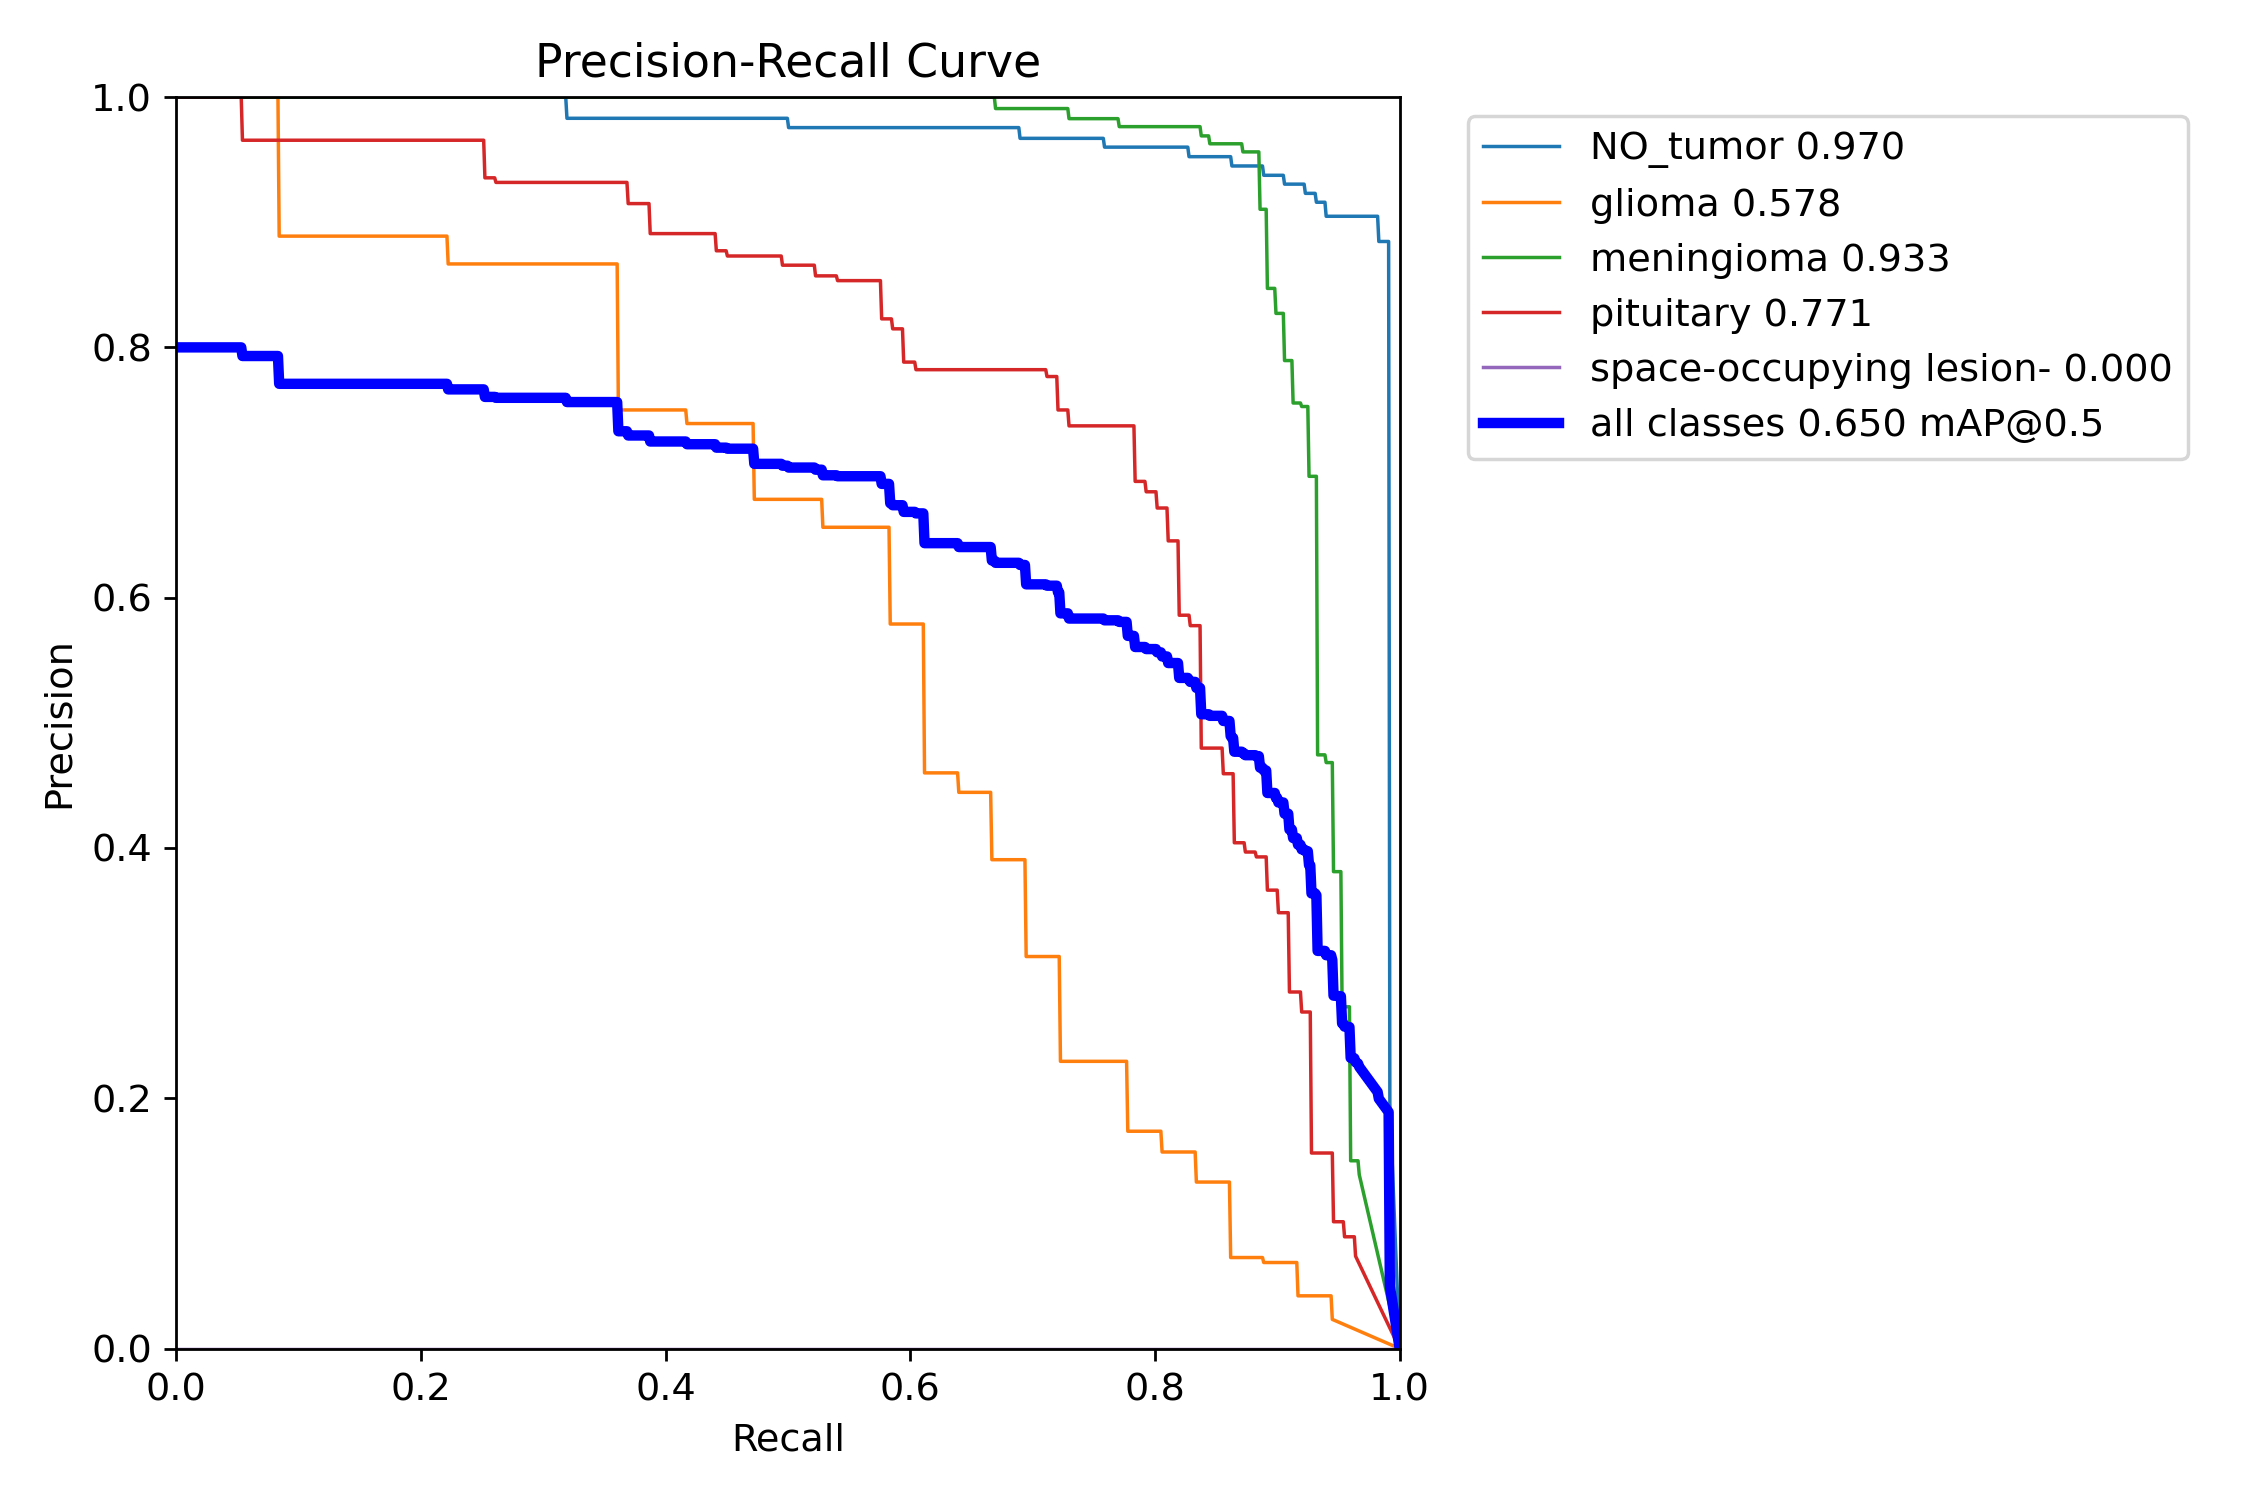 Precision-Recall Curve
1.0
0.8
0.6
0.4
0.2
0.0
Precision
0.0 0.2 0.4 0.6 0.8 1.0
Recall
NO_tumor 0.970
glioma 0.578
meningioma 0.933
pituitary 0.771
space-occupying lesion- 0.000
all classes 0.650 mAP@0.5